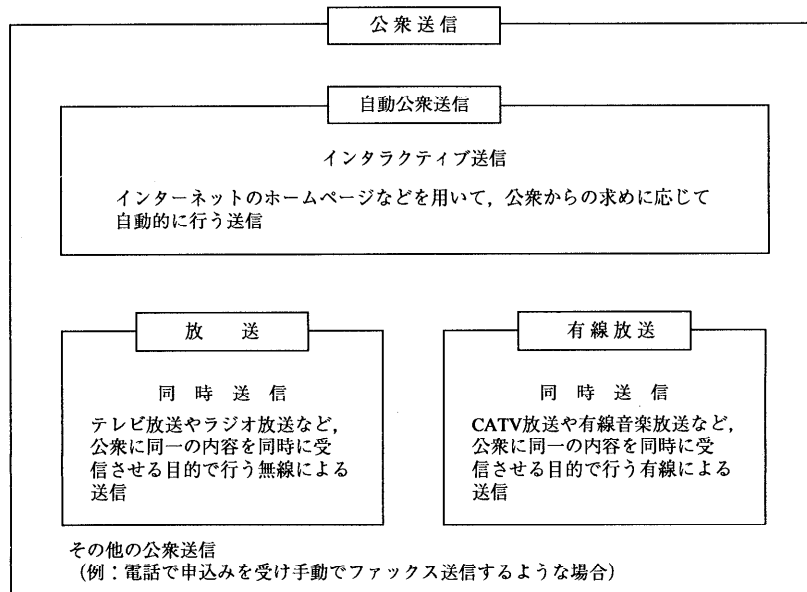 公衆送信
自動公衆送信
インタラクティブ送信
インターネットのホームページなどを用いて，公衆からの求めに応じて
自動的に行う送信
放　送
同時送信
テレビ放送やラジオ放送など，
公衆に同一の内容を同時に受
信させる目的で行う無線による
送信
有線放送
同時送信
CATV放送や有線音楽放送など，
公衆に同一の内容を同時に受
信させる目的で行う有線による
送信
その他の公衆送信
（例：電話で申込みを受け手動でファックス送信するような場合）